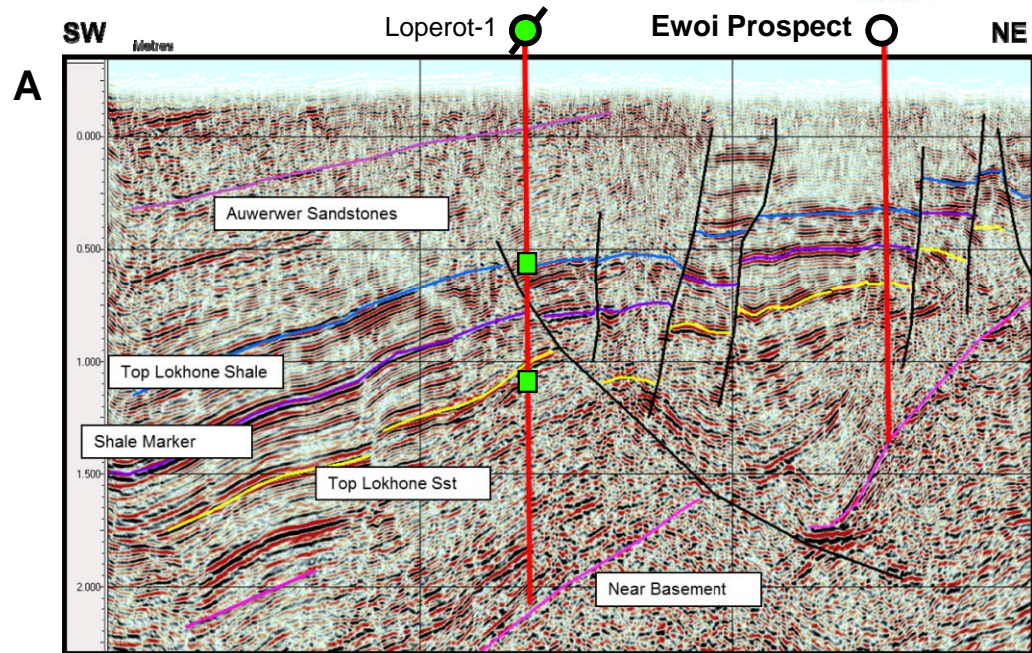 SW
Metres
Loperot-1
Ewoi Prospect
NE
A
0.000
Auwerwer Sandstones
0.500
1.000
Top Lokhone Shale
Shale Marker
1.500
Top Lokhone Sst
2.000
Near Basement